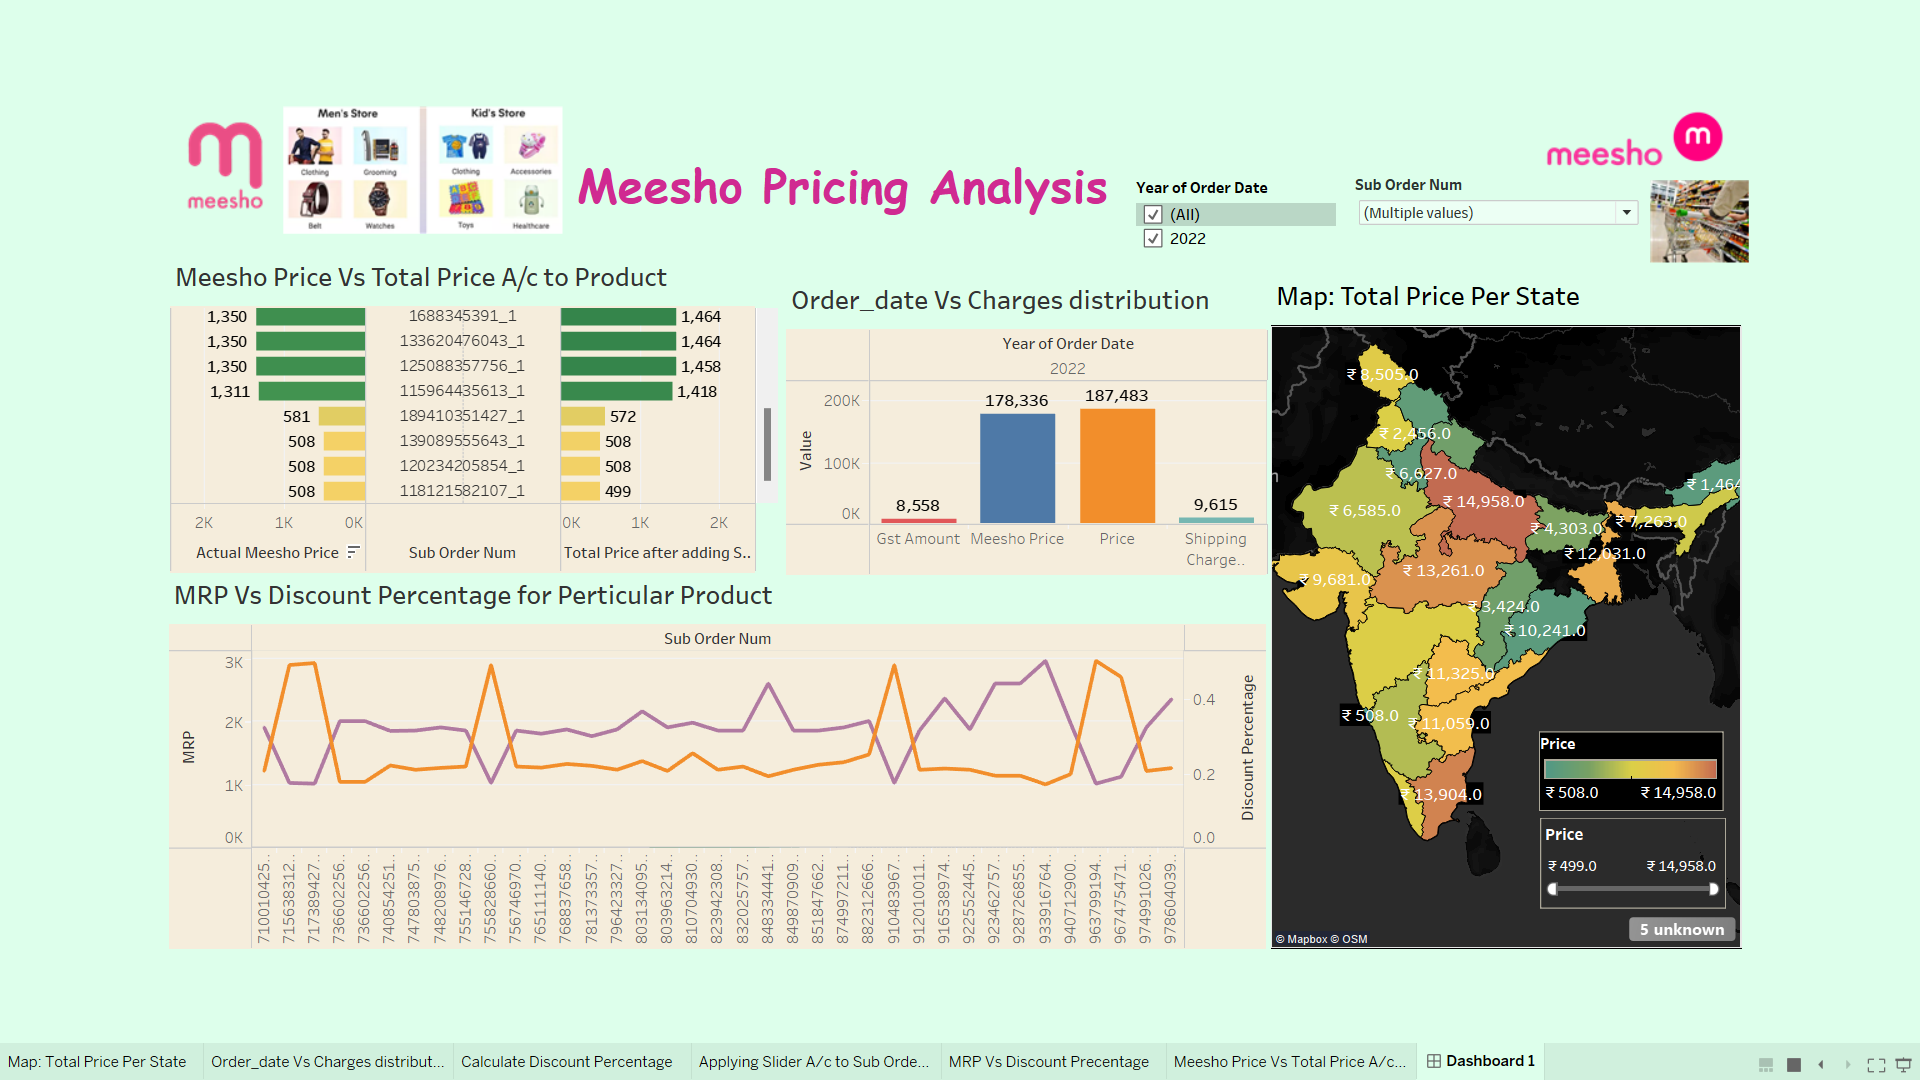 meesho
Men's Store
Clothing Grooming
Belt Watches
Kid's Store
Clothing Accessories
Toys Healthcare
Meesho Pricing Analysis
Year of Order Date
(All)
2022
Sub Order Num
(Multiple values)
meesho m
Meesho Price Vs Total Price A/c to Product
1,350 1688345391_1 1,464
1,350 133620476043_1 1,464
1,350 125088357756_1 1,458
1,311 115964435613_1 1,418
581 189410351427_1 572
508 139089555643_1 508
508 120234205854_1 508
508 118121582107_1 499
2K 1K 0K 0K 1K 2K
Actual Meesho Price Sub Order Num Total Price after adding S..
Order_date Vs Charges distribution
Year of Order Date
2022
Value
200K
100K
0K
8,558 178,336 187,483 9,615
Gst Amount Meesho Price Price Shipping
Charge..
Map: Total Price Per State
₹ 8,505.0
₹ 2,456.0
₹ 6,627.0
₹ 1,464
₹ 14,958.0
₹ 6,585.0
₹ 7,263.0
₹ 4,303.0
₹ 12,031.0
₹ 13,261.0
₹ 9,681.0
₹ 3,424.0
₹ 10,241.0
₹ 11,325.0
₹ 508.0
₹ 11,059.0
₹ 13,904.0
Price
₹ 508.0 ₹ 14,958.0
Price
₹ 499.0 ₹ 14,958.0
5 unknown
© Mapbox © OSM
MRP Vs Discount Percentage for Perticular Product
Sub Order Num
MRP
3K
2K
1K
0K
0.4
0.2
0.0
Discount Percentage
710010425..
715638312..
717389427..
736602256..
736602256..
740854251..
747803875..
748208976..
755146728..
755828660..
756746970..
765111140..
768837658..
781373357..
796423327..
803134095..
803963214..
810704930..
823942308..
832025757..
848334441..
849870909..
851847662..
874997211..
882312666..
910483967..
912010011..
916538974..
922552445..
923462757..
928726855..
933916764..
940712900..
963799194..
967475471..
974991026..
978604039..
Map: Total Price Per State
Order_date Vs Charges distribut...
Calculate Discount Percentage
Applying Slider A/c to Sub Orde...
MRP Vs Discount Precentage
Meesho Price Vs Total Price A/c...
Dashboard 1